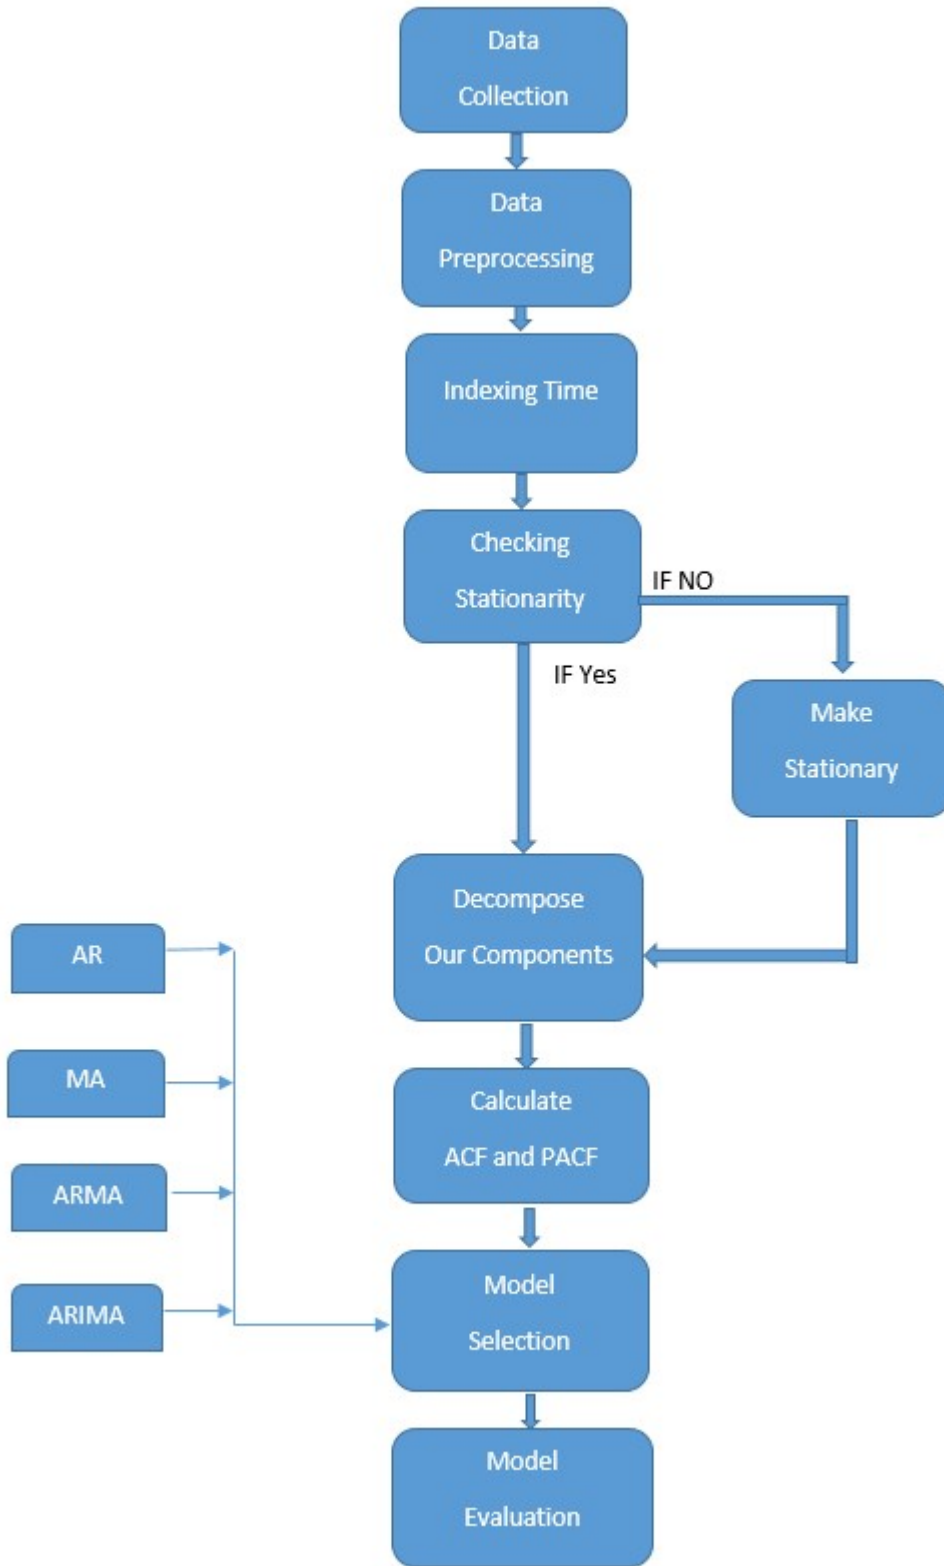 Data
Collection
Data
Preprocessing
Indexing Time
Checking
Stationarity
IF NO
IF Yes
Make
Stationary
Decompose
Our Components
AR
MA
ARMA
ARIMA
Calculate
ACF and PACF
Model
Selection
Model
Evaluation